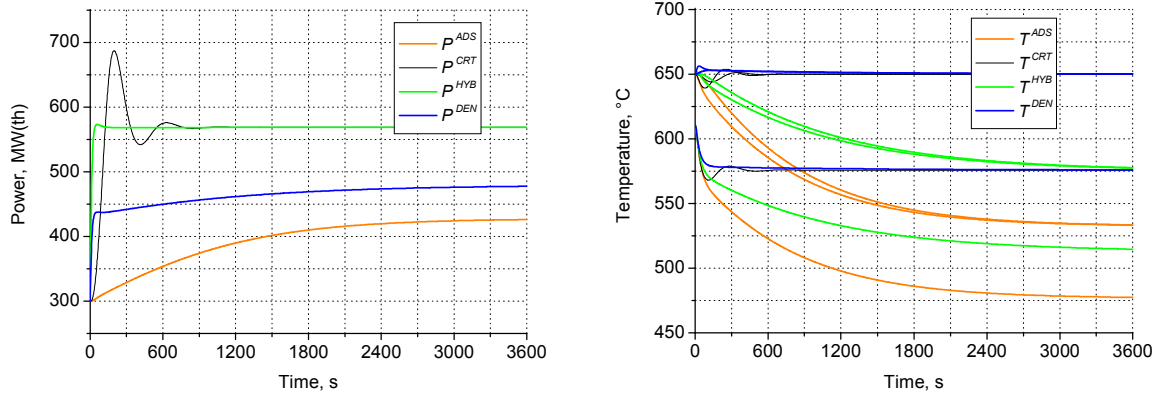 700
600
500
400
300
Power, MW(th)
0 600 1200 1800 2400 3000 3600
Time, s
P^ADS
P^CRT
P^HYB
P^DEN
700
650
600
550
500
450
Temperature, °C
0 600 1200 1800 2400 3000 3600
Time, s
T^ADS
T^CRT
T^HYB
T^DEN